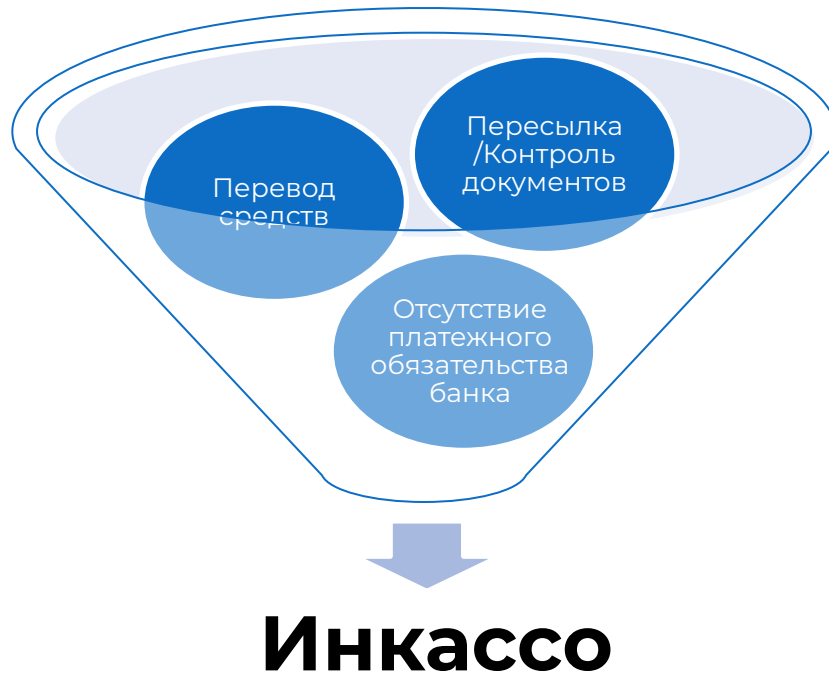 Перевод
средств
Пересылка
/Контроль
документов
Отсутствие
платежного
обязательства
банка
Инкассо